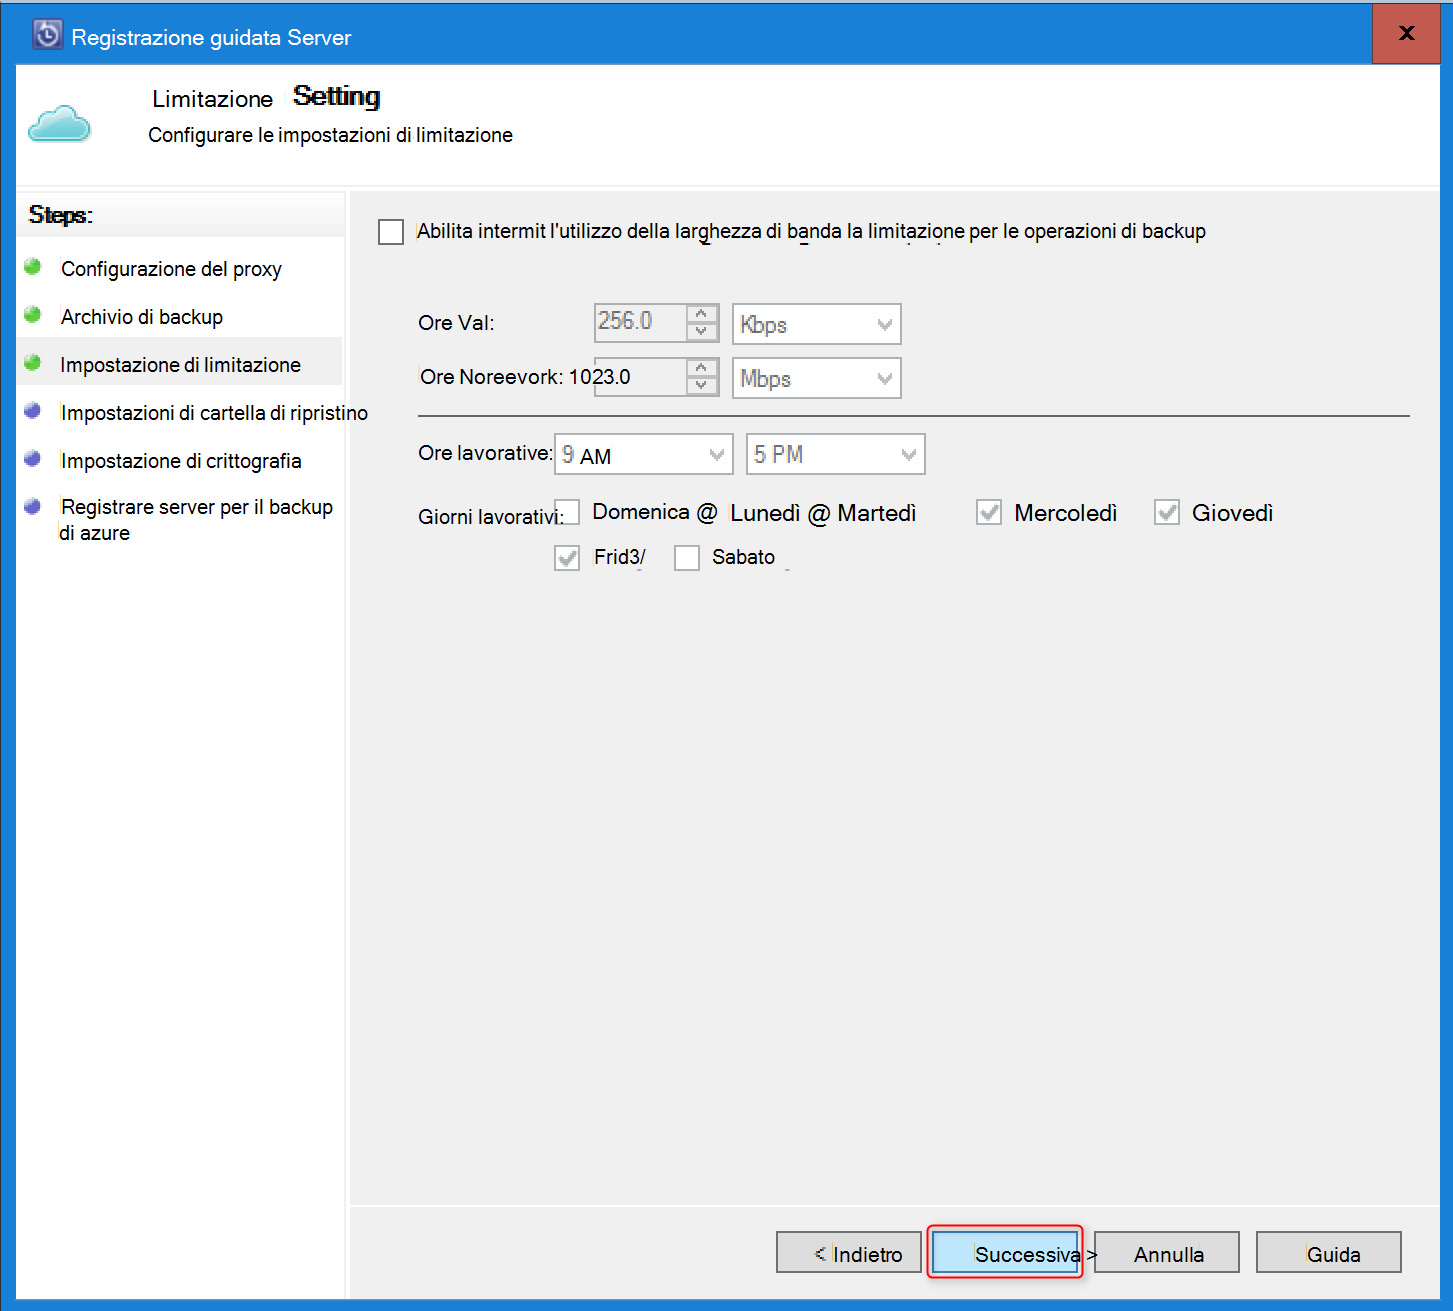 Registrazione guidata Server
x
Limitazione Setting
Configurare le impostazioni di limitazione
Steps:
Configurazione del proxy
Archivio di backup
Impostazione di limitazione
Impostazioni di cartella di ripristino
Impostazione di crittografia
Registrare server per il backup
di azure
Abilita intermit l'utilizzo della larghezza di banda la limitazione per le operazioni di backup
Ore Val: 256.0 Kbps
Ore Noreevork: 1023.0 Mbps
Ore lavorative: 9 AM 5 PM
Giorni lavorativi: Domenica @ Lunedì @ Martedì Mercoledì Giovedì
Frid3/ Sabato
< Indietro Successiva > Annulla Guida